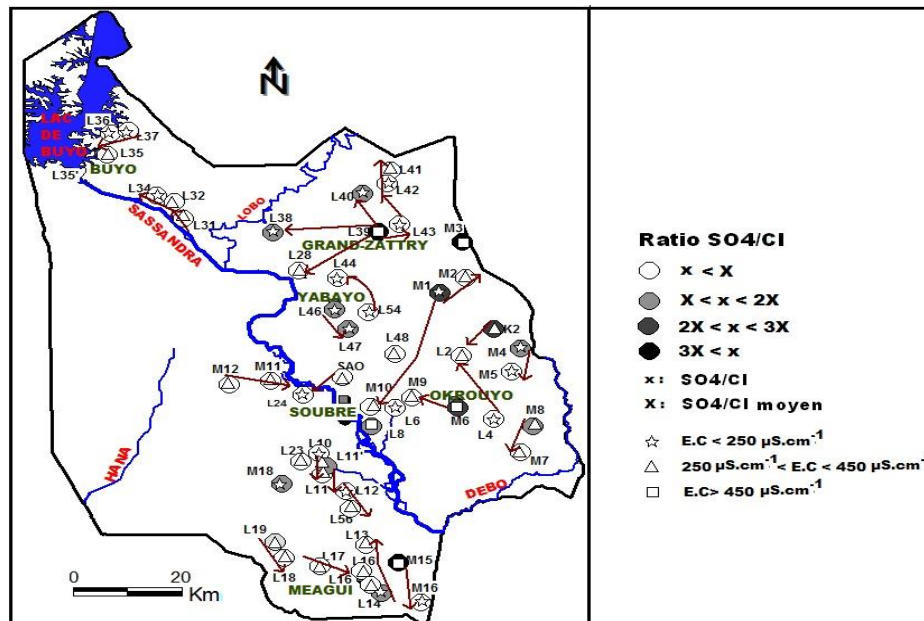 N
L36
L37
LAC
DE
BUYO
L35
BUYO
L35'
L34
L32
L31
SASSANDRA
LOBO
L41
L42
L40
L38
L39
L43
GRAND-ZATTRY
M3
L28
L44
M2
M1
YABAYO
L54
L46
L47
K2
L48
L2
M4
M5
M12
M11
SAO
L24
M9
M10
OKROUYO
SOUBRE
L6
L8
M6
L4
M8
M7
HANA
L10
L23
L11'
M18
L11
L12
L56
DEBO
L19
L18
L17
L13
L16
L16
M15
MEAGUI
L14
M16
0 20
Km
Ratio SO4/Cl
x < X
X < x < 2X
2X < x < 3X
3X < x
x : SO4/Cl
X : SO4/Cl moyen
E.C < 250 µS.cm-1
250 µS.cm-1 < E.C < 450 µS.cm-1
E.C> 450 µS.cm-1